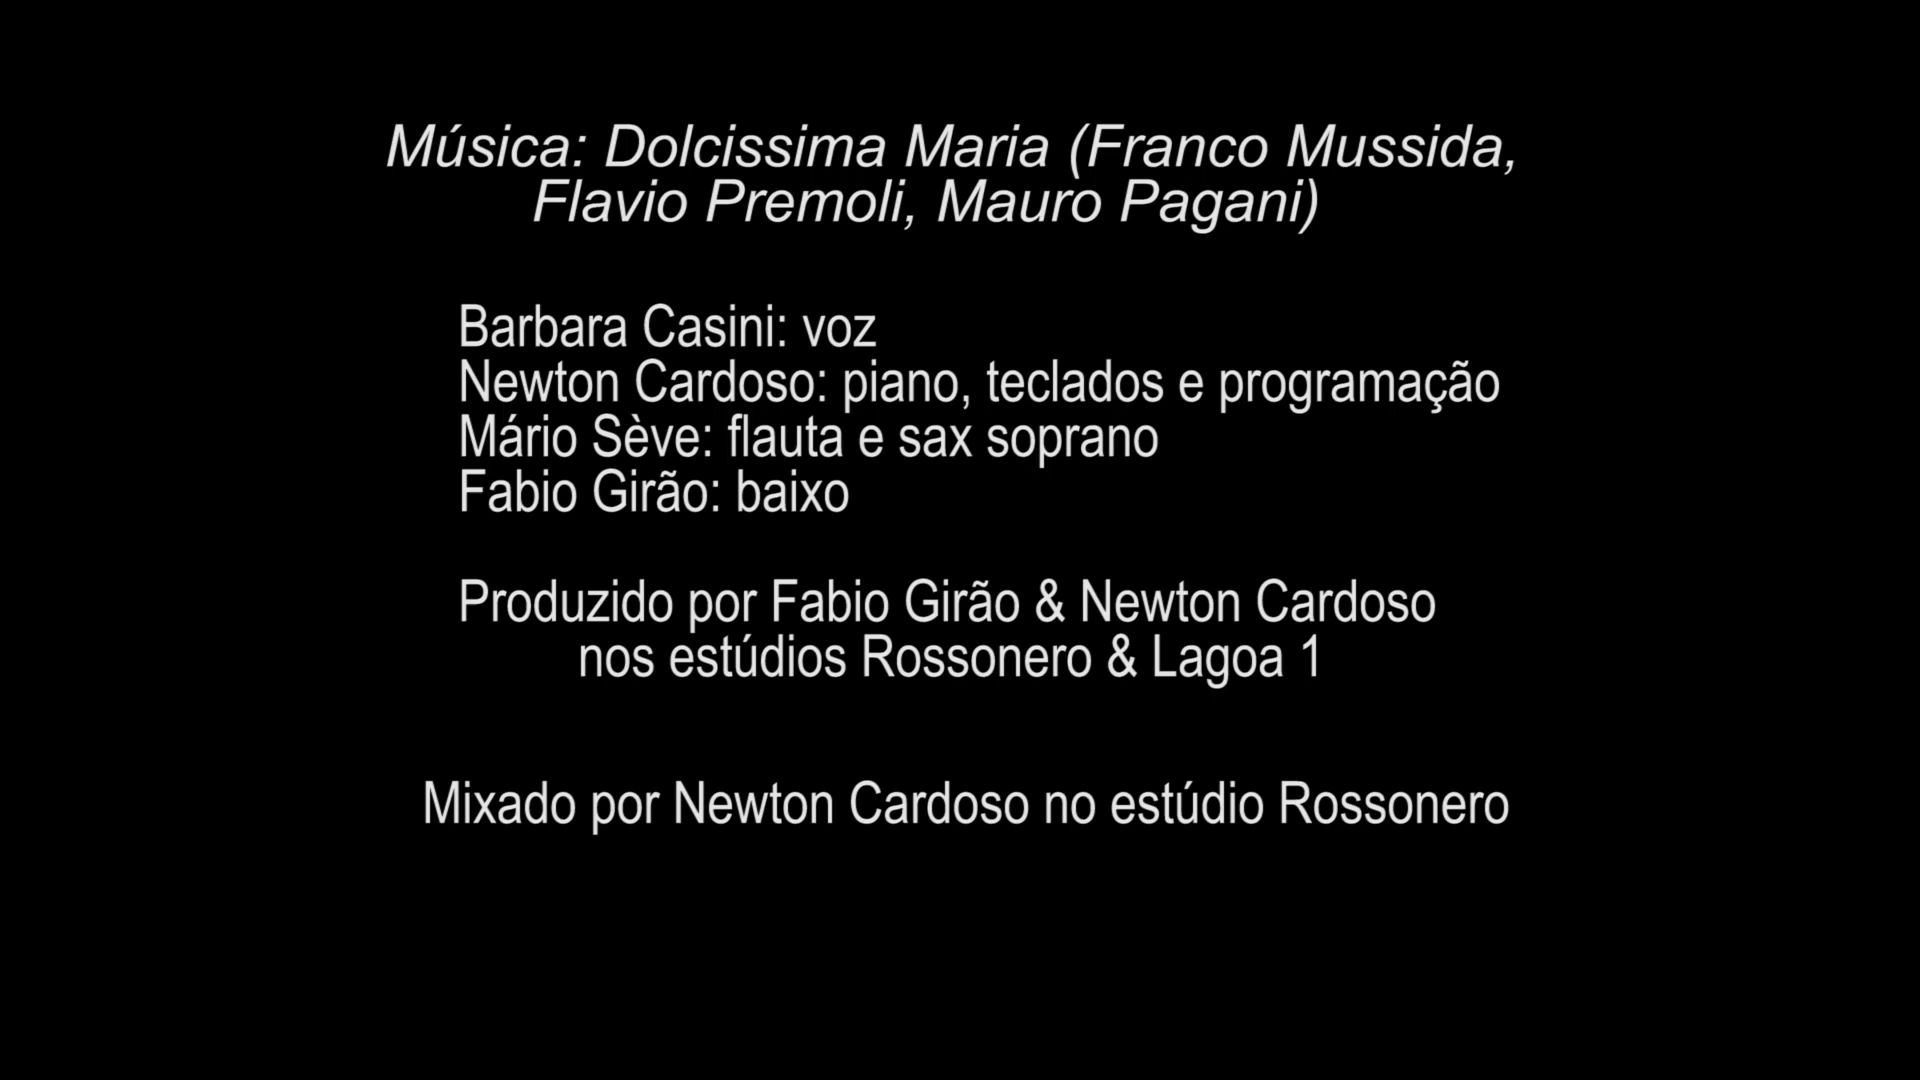 Música: Dolcissima Maria (Franco Mussida,
Flavio Premoli, Mauro Pagani)
Barbara Casini: voz
Newton Cardoso: piano, teclados e programação
Mário Sève: flauta e sax soprano
Fabio Girão: baixo
Produzido por Fabio Girão & Newton Cardoso
nos estúdios Rossonero & Lagoa 1
Mixado por Newton Cardoso no estúdio Rossonero